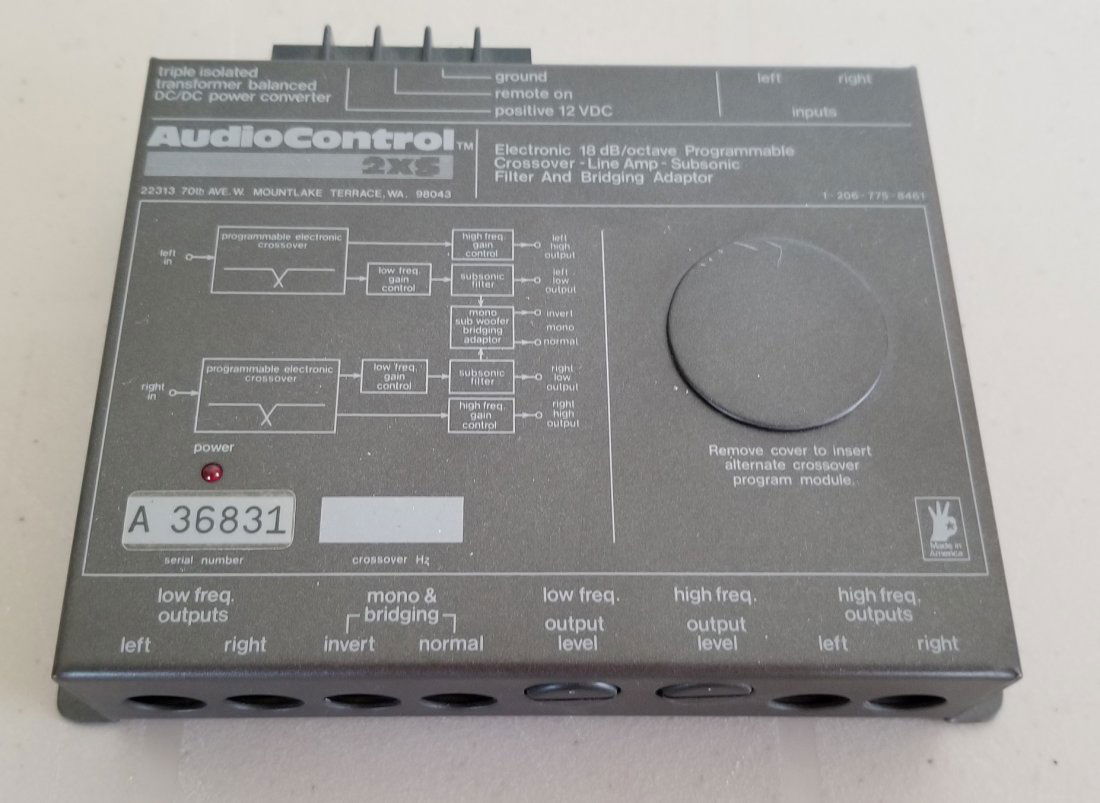 triple isolated
transformer balanced
DC/DC power converter
ground
remote on
positive 12 VDC
left right
inputs
AudioControl™
2XS
22313 70th AVE. W. MOUNTLAKE TERRACE, WA. 98043
Electronic 18 dB/octave Programmable
Crossover - Line Amp - Subsonic
Filter And Bridging Adaptor
1-206-775-8461
left
in
programmable electronic
crossover
low freq.
gain
control
high freq.
gain
control
left
high
output
subsonic
filter
left
low
output
mono
sub woofer
bridging
adaptor
invert
mono
normal
right
in
programmable electronic
crossover
low freq.
gain
control
subsonic
filter
right
low
output
high freq.
gain
control
right
high
output
power
A 36831
serial number
crossover Hz
Remove cover to insert
alternate crossover
program module.
Made in
America
low freq.
outputs
left right
mono &
bridging
invert normal
low freq.
output
level
high freq.
output
level
high freq.
outputs
left right